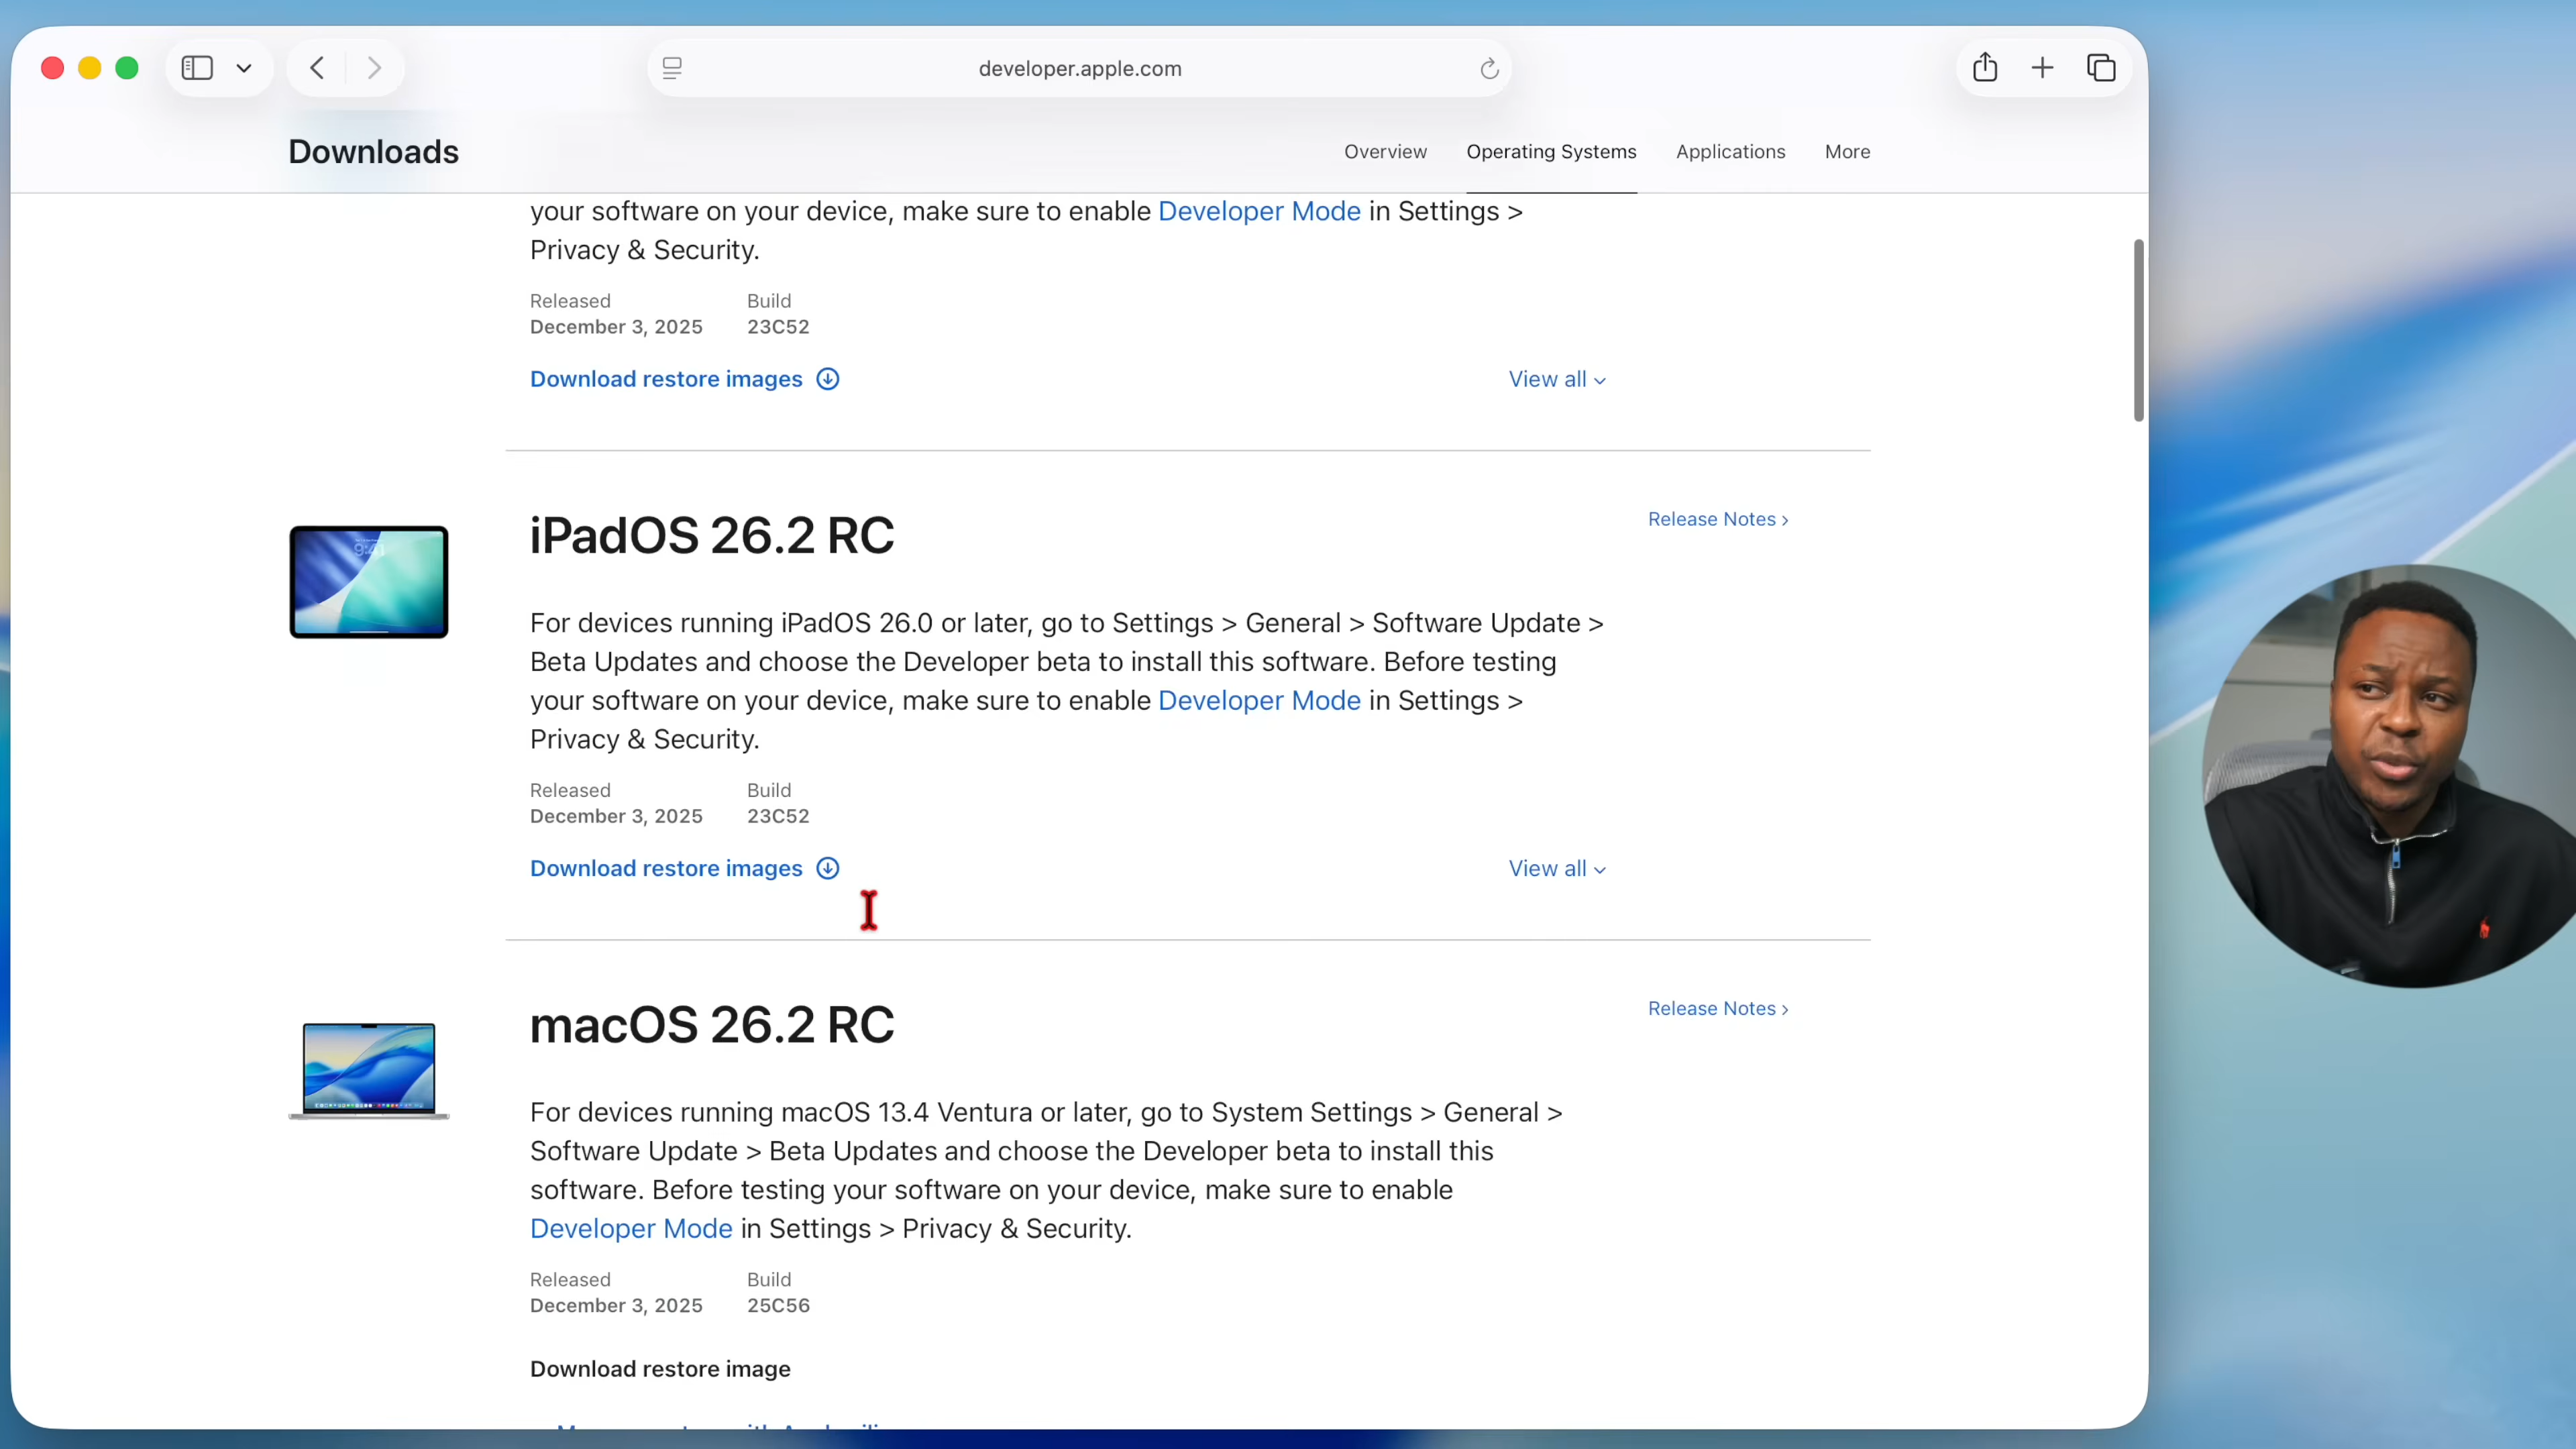 developer.apple.com
Downloads
Overview
Operating Systems
Applications
More
your software on your device, make sure to enable Developer Mode in Settings >
Privacy & Security.
Released
Build
December 3, 2025
23C52
Download restore images
View all
iPadOS 26.2 RC
Release Notes >
9:41
For devices running iPadOS 26.0 or later, go to Settings > General > Software Update >
Beta Updates and choose the Developer beta to install this software. Before testing
your software on your device, make sure to enable Developer Mode in Settings >
Privacy & Security.
Released
Build
December 3, 2025
23C52
Download restore images
View all
macOS 26.2 RC
Release Notes >
For devices running macOS 13.4 Ventura or later, go to System Settings > General >
Software Update > Beta Updates and choose the Developer beta to install this
software. Before testing your software on your device, make sure to enable
Developer Mode in Settings > Privacy & Security.
Released
Build
December 3, 2025
25C56
Download restore image